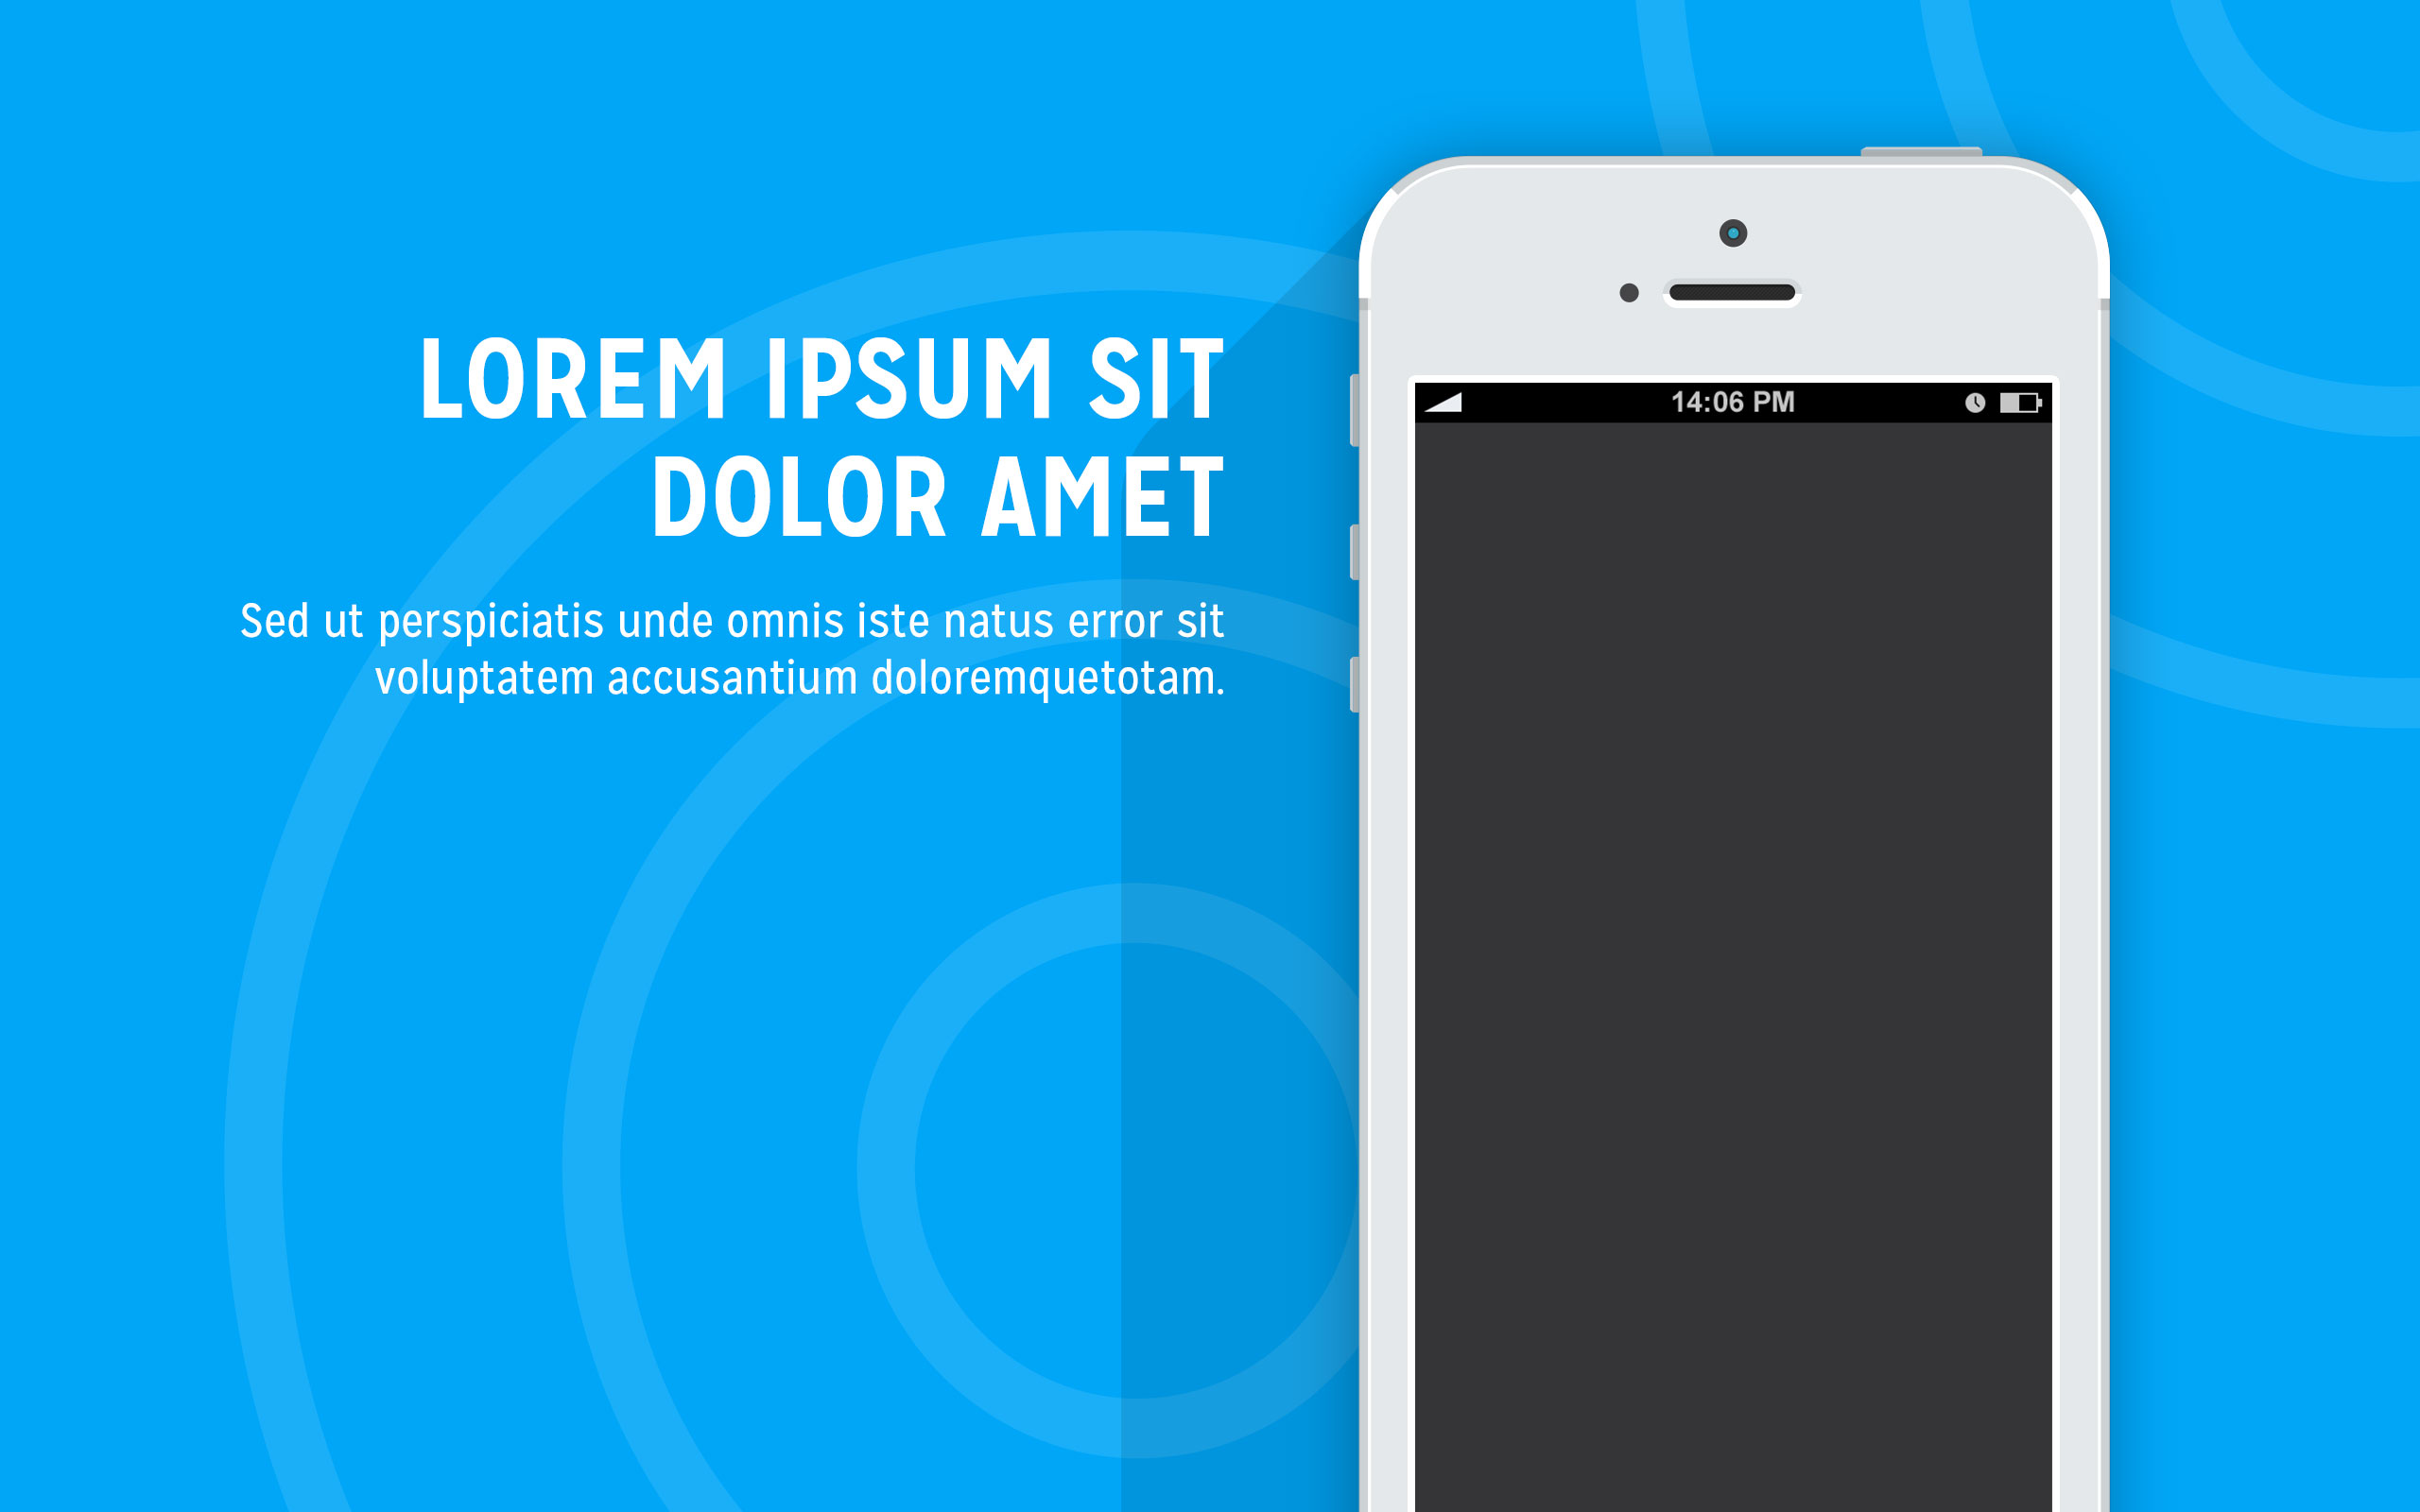 LOREM IPSUM SIT
DOLOR AMET
Sed ut perspiciatis unde omnis iste natus error sit
voluptatem accusantium doloremquetotam.
14:06 PM